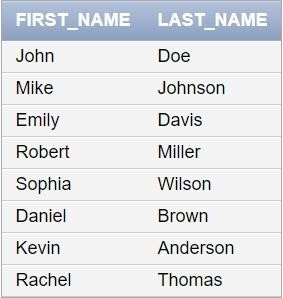 FIRST_NAME LAST_NAME
John Doe
Mike Johnson
Emily Davis
Robert Miller
Sophia Wilson
Daniel Brown
Kevin Anderson
Rachel Thomas